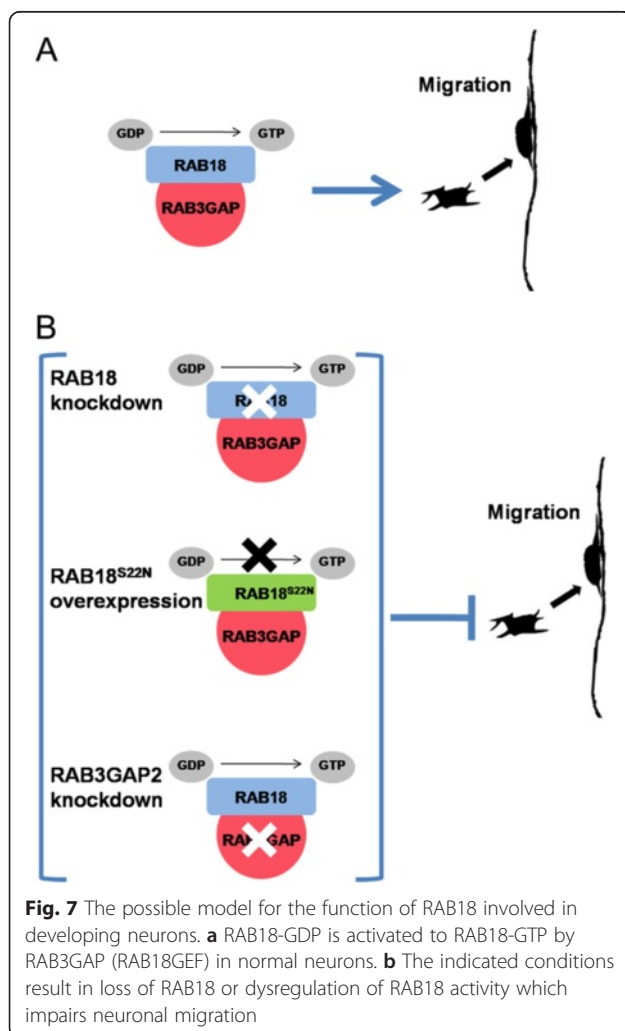 A
Migration
GDP
GTP
RAB18
RAB3GAP
B
RAB18
knockdown
GDP
GTP
RAB18
RAB3GAP
Migration
RAB18S22N
overexpression
GDP
GTP
RAB18S22N
RAB3GAP
RAB3GAP2
knockdown
GDP
GTP
RAB18
RAB3GAP
Fig. 7 The possible model for the function of RAB18 involved in
developing neurons. a RAB18-GDP is activated to RAB18-GTP by
RAB3GAP (RAB18GEF) in normal neurons. b The indicated conditions
result in loss of RAB18 or dysregulation of RAB18 activity which
impairs neuronal migration